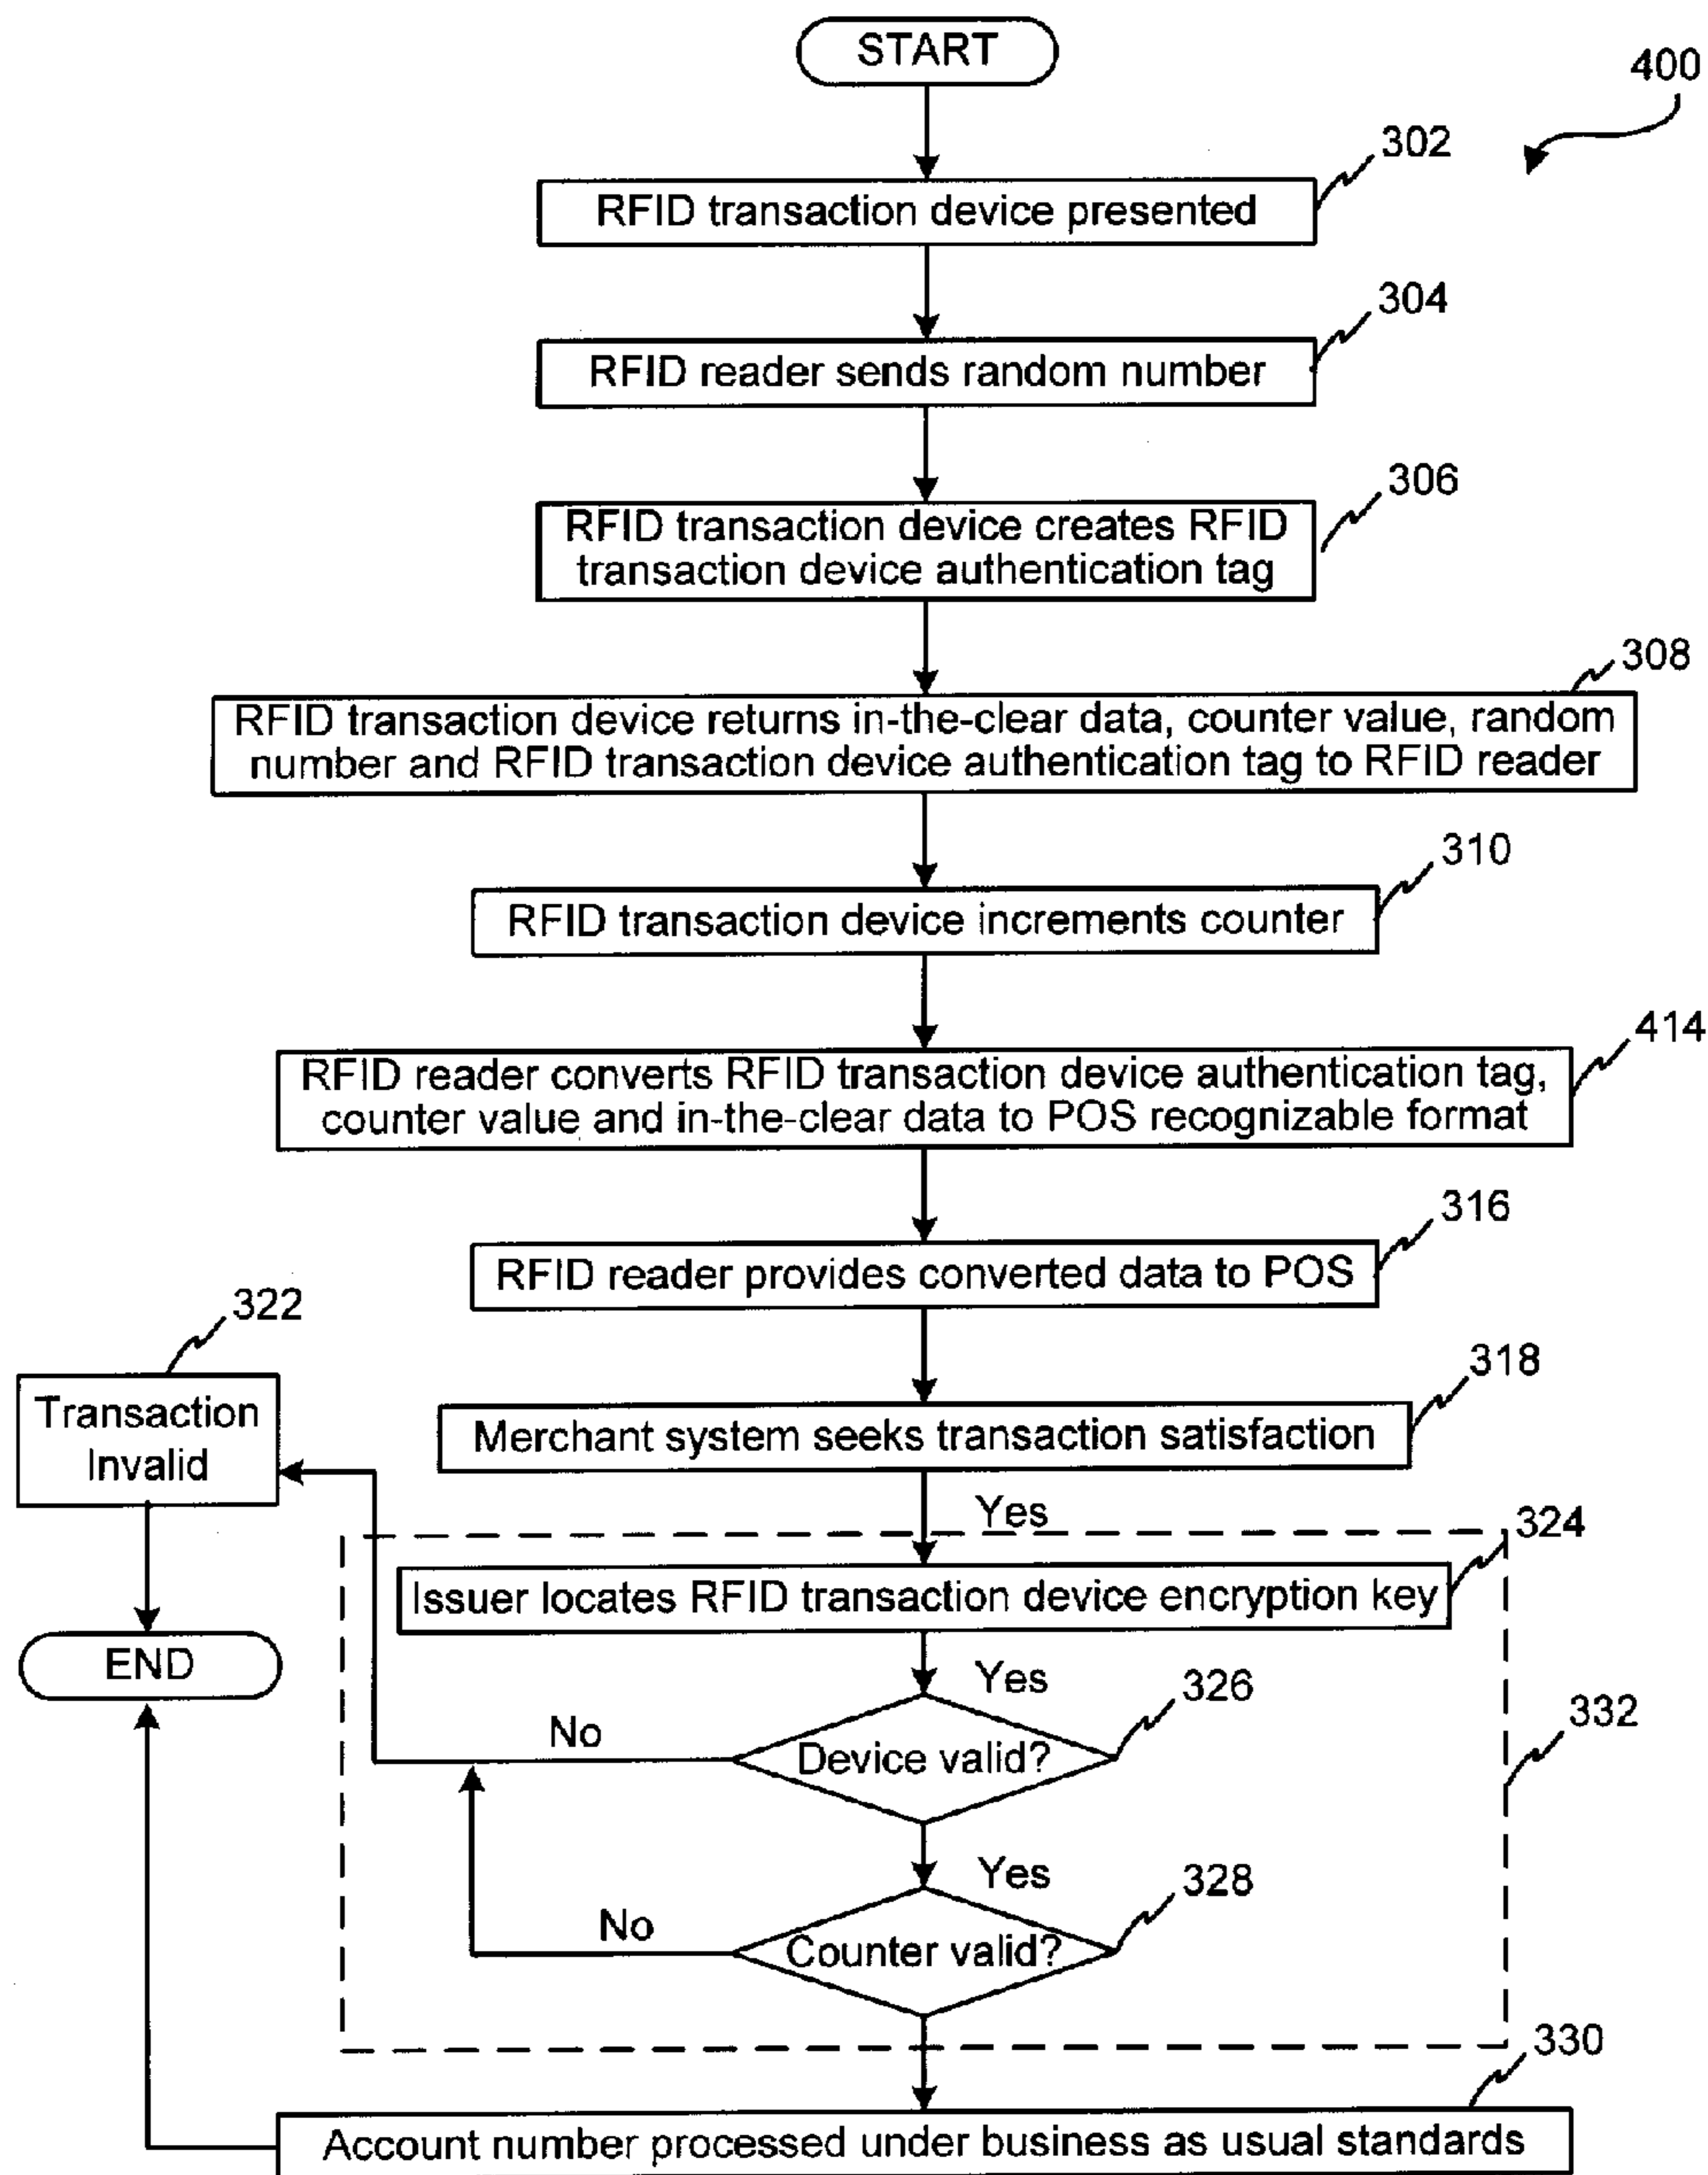 START
400
302
RFID transaction device presented
304
RFID reader sends random number
306
RFID transaction device creates RFID
transaction device authentication tag
308
RFID transaction device returns in-the-clear data, counter value, random
number and RFID transaction device authentication tag to RFID reader
310
RFID transaction device increments counter
414
RFID reader converts RFID transaction device authentication tag,
counter value and in-the-clear data to POS recognizable format
316
RFID reader provides converted data to POS
322
Transaction
Invalid
318
Merchant system seeks transaction satisfaction
Yes
324
Issuer locates RFID transaction device encryption key
END
Yes
326
332
No
Device valid?
Yes
328
No
Counter valid?
330
Account number processed under business as usual standards